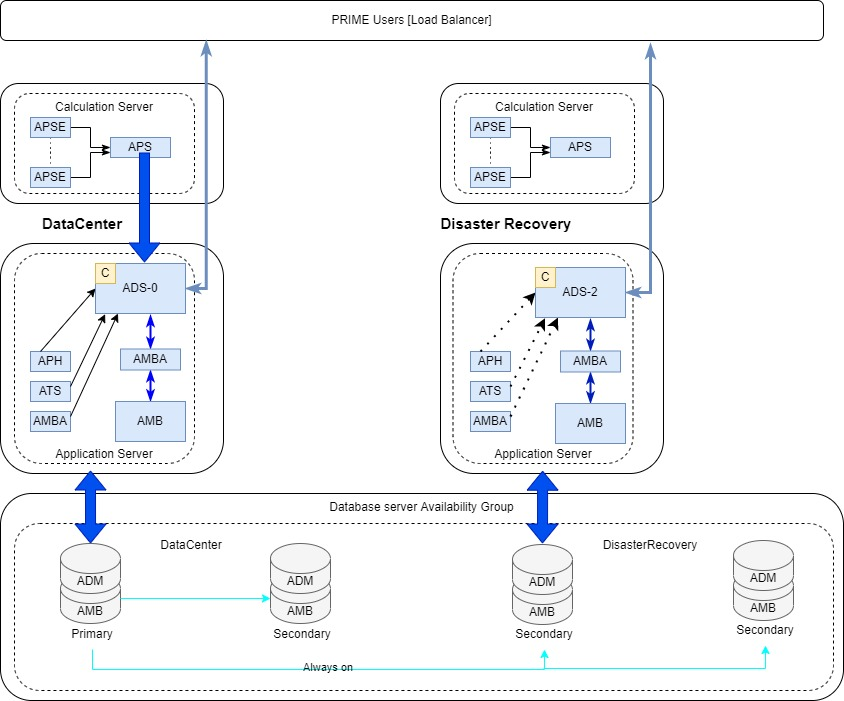 PRIME Users [Load Balancer]
Calculation Server
APSE
APS
APSE
DataCenter
C
ADS-0
APH
AMBA
ATS
AMBA
AMB
Application Server
Calculation Server
APSE
APS
APSE
Disaster Recovery
C
ADS-2
APH
AMBA
ATS
AMBA
AMB
Application Server
Database server Availability Group
DataCenter
DisasterRecovery
ADM
AMB
Primary
ADM
AMB
Secondary
ADM
AMB
Secondary
ADM
AMB
Secondary
Always on